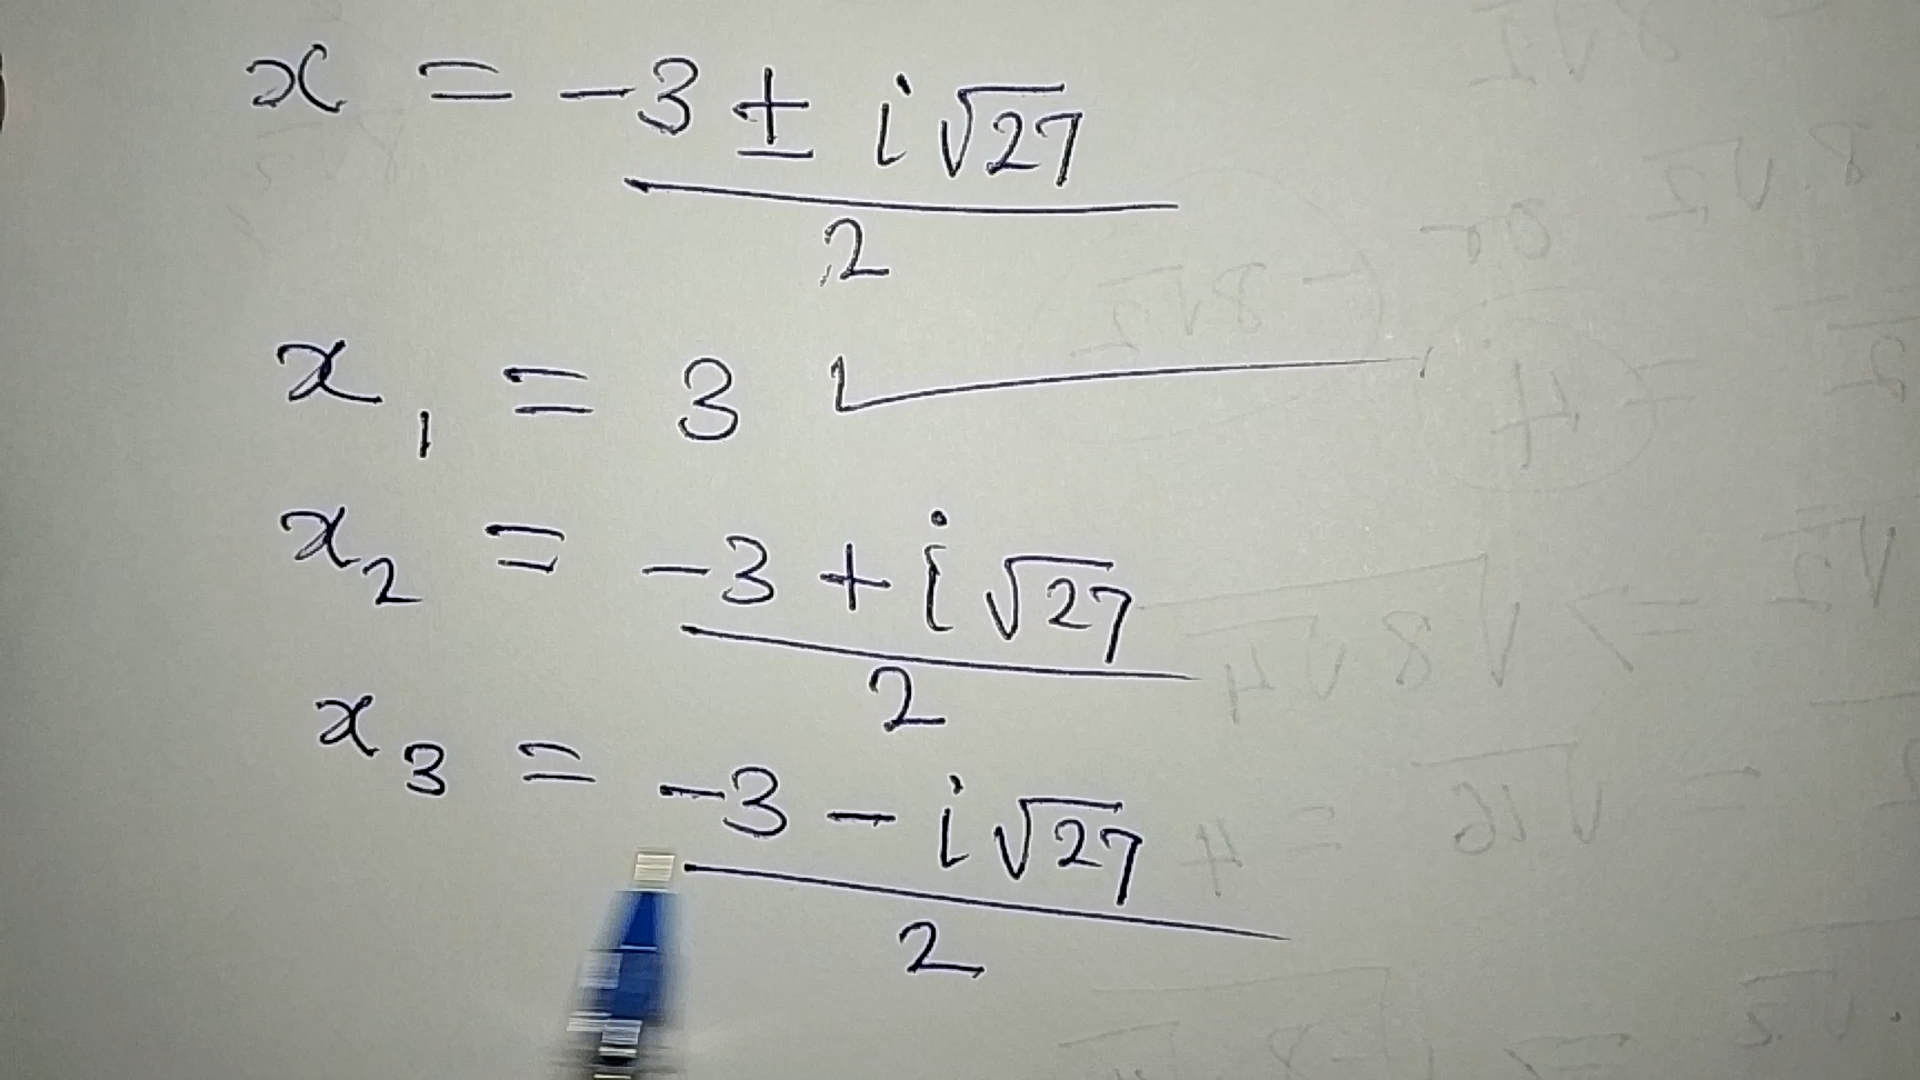 x = -3 ± i√27
2
x₁ = 3 ✓
x₂ = -3 + i√27
2
x₃ = -3 - i√27
2